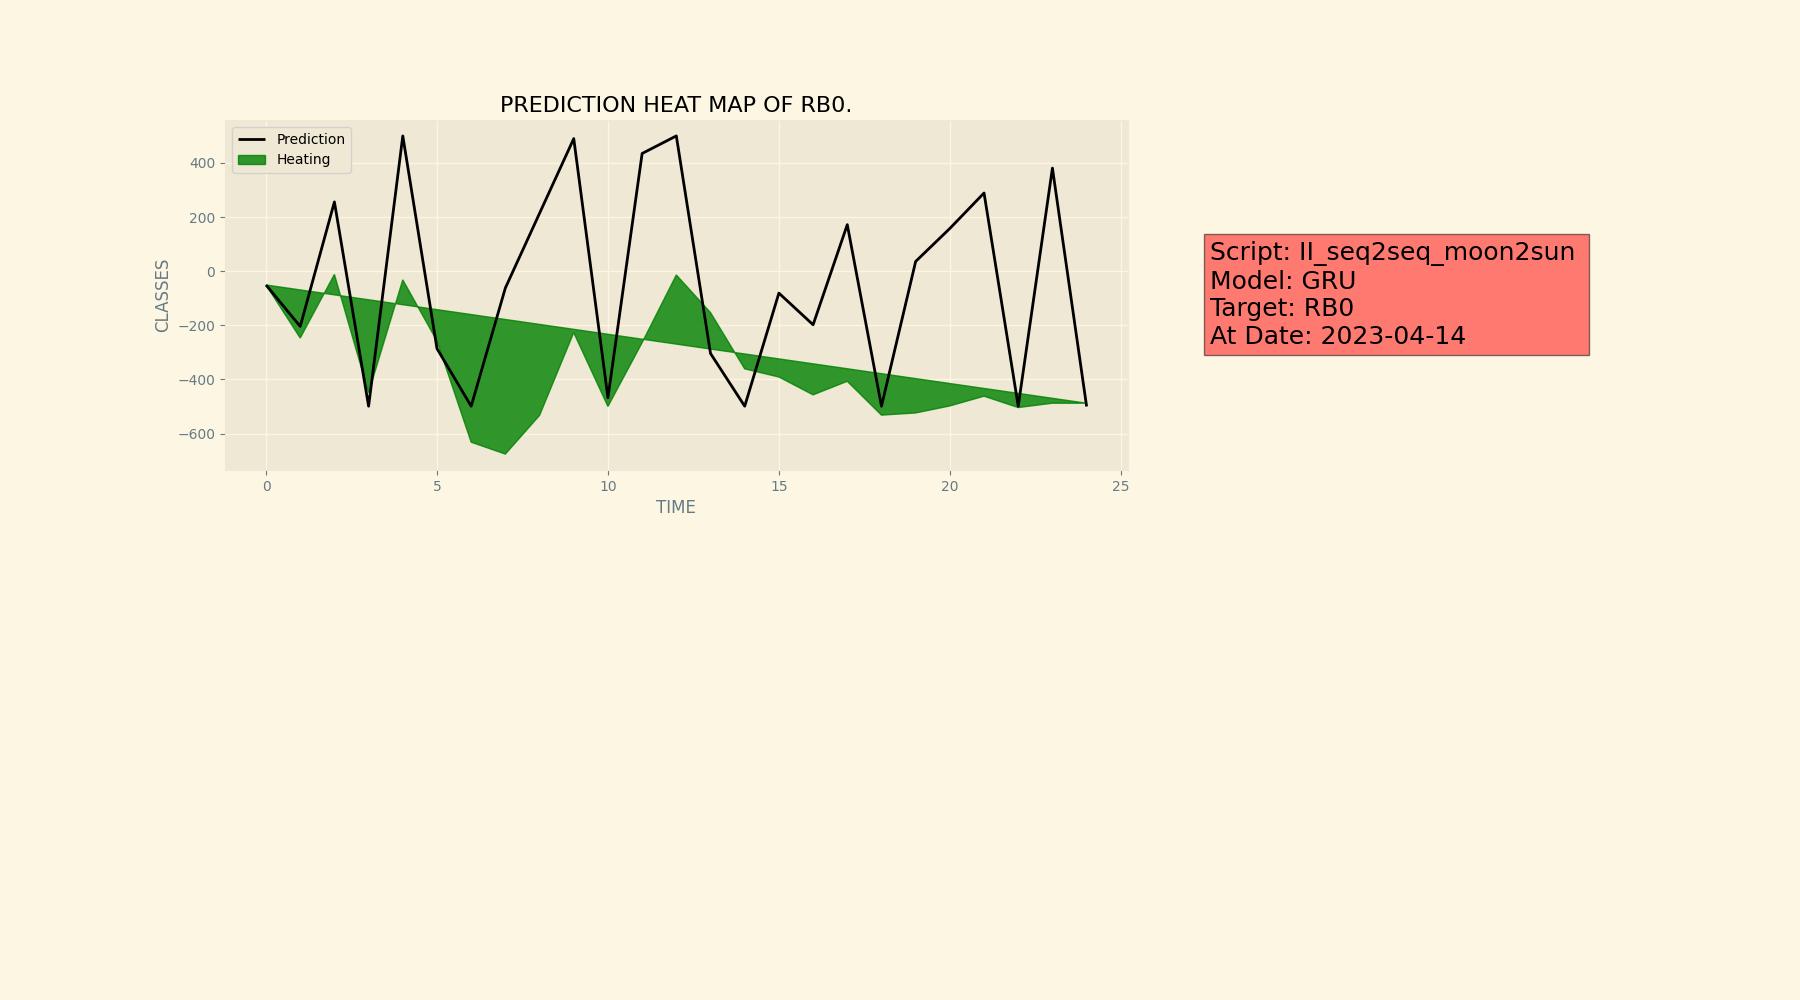 PREDICTION HEAT MAP OF RB0.
Prediction
Heating
400
200
0
−200
−400
−600
CLASSES
0 5 10 15 20 25
TIME
Script: II_seq2seq_moon2sun
Model: GRU
Target: RB0
At Date: 2023-04-14